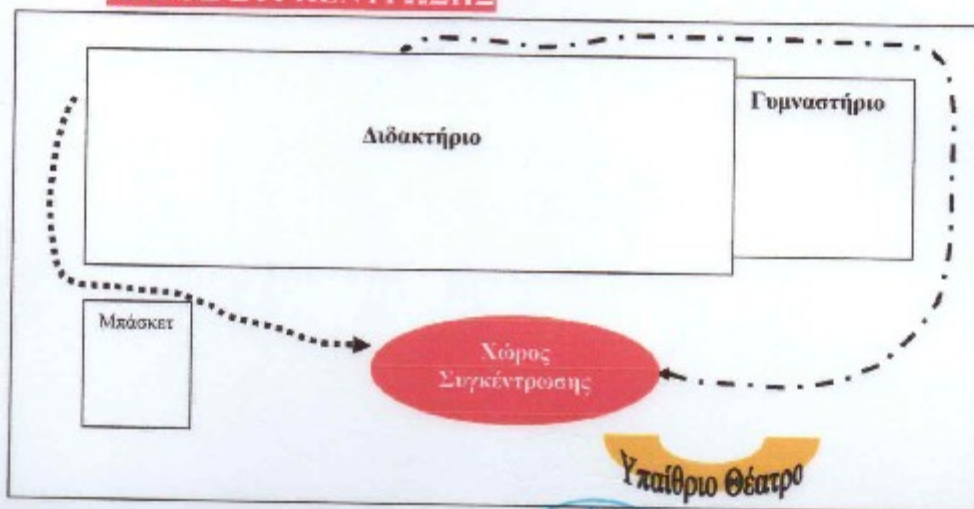 Διδακτήριο
Γυμναστήριο
Μπάσκετ
Χώρος
Συγκέντρωσης
Υπαίθριο Θέατρο